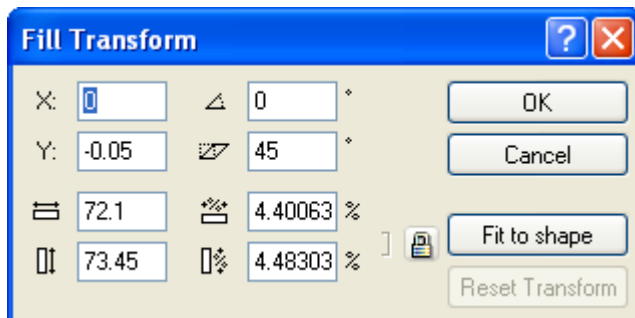 Fill Transform
X: 0 0 ° OK
Y: -0.05 45 ° Cancel
72.1 4.40063 % Fit to shape
73.45 4.48303 % Reset Transform